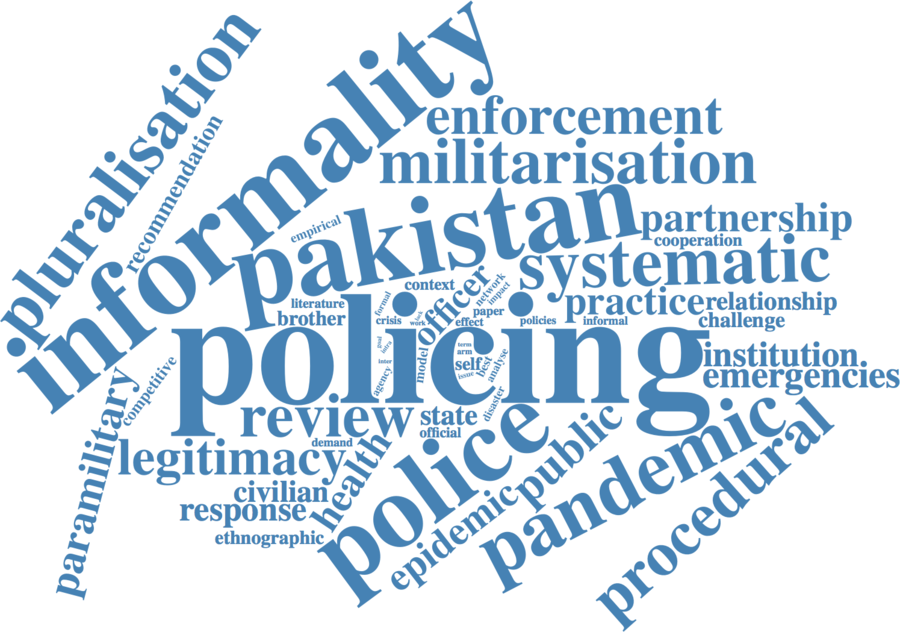 pluralisation
recommendation
informality
enforcement
militarisation
pakistan
empirical
partnership
cooperation
systematic
context
officer
network
impact
formal
literature
brother
crisis
work
effect
paper
policies
informal
practice
relationship
challenge
policing
good
intra
inter
agency
model
term
arm
self
issue
best
analyse
disaster
institution
emergencies
competitive
paramilitary
review
state
official
demand
legitimacy
health
police
public
epidemic
pandemic
procedural
civilian
response
ethnographic